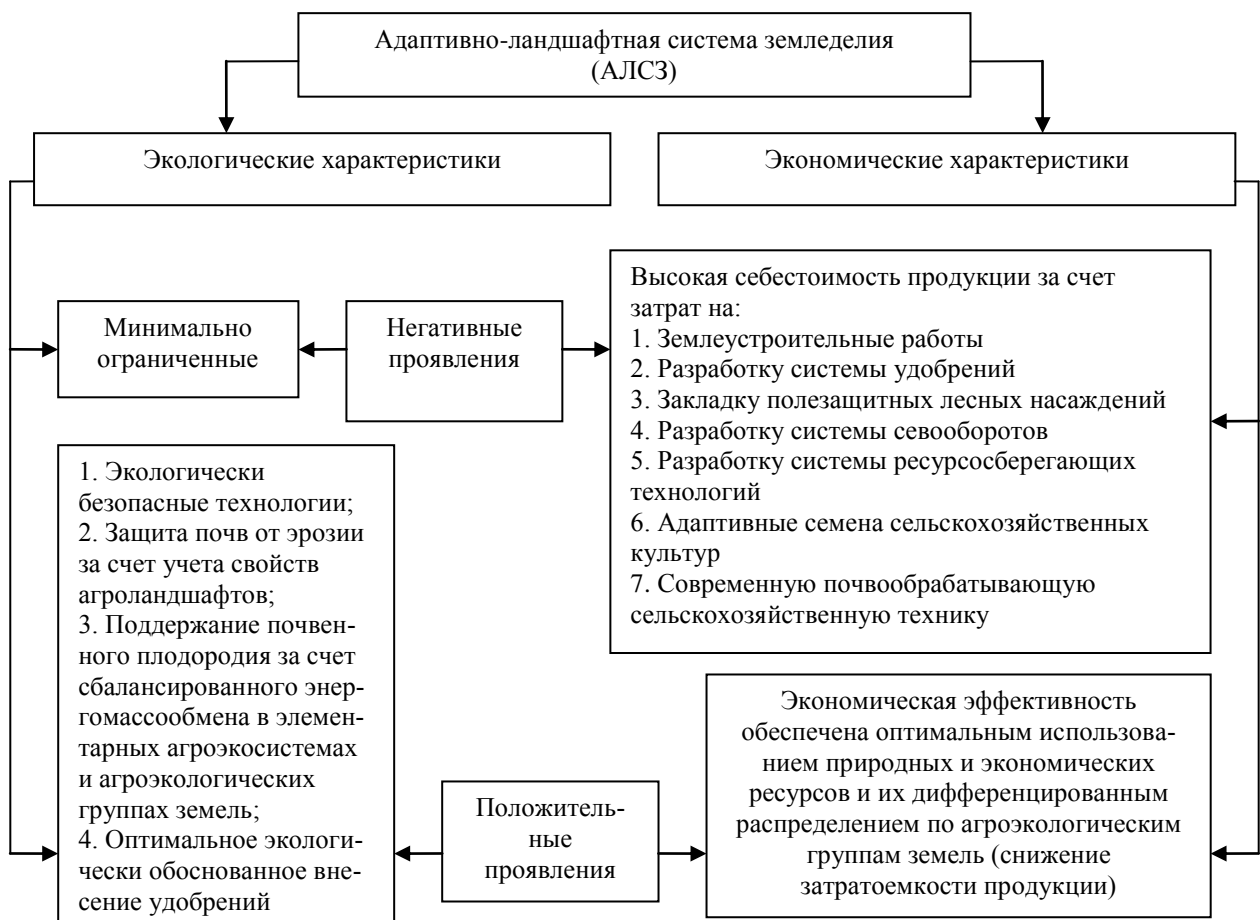 Адаптивно-ландшафтная система земледелия
(АЛСЗ)
Экологические характеристики
Экономические характеристики
Минимально
ограниченные
Негативные
проявления
Высокая себестоимость продукции за счет
затрат на:
1. Землеустроительные работы
2. Разработку системы удобрений
3. Закладку полезащитных лесных насаждений
4. Разработку системы севооборотов
5. Разработку системы ресурсосберегающих
технологий
6. Адаптивные семена сельскохозяйственных
культур
7. Современную почвообрабатывающую
сельскохозяйственную технику
1. Экологически
безопасные технологии;
2. Защита почв от эрозии
за счет учета свойств
агроландшафтов;
3. Поддержание почвен-
ного плодородия за счет
сбалансированного энер-
гомассообмена в элемен-
тарных агроэкосистемах
и агроэкологических
группах земель;
4. Оптимальное экологи-
чески обоснованное вне-
сение удобрений
Положитель-
ные
проявления
Экономическая эффективность
обеспечена оптимальным использова-
нием природных и экономических
ресурсов и их дифференцированным
распределением по агроэкологическим
группам земель (снижение
затратоемкости продукции)